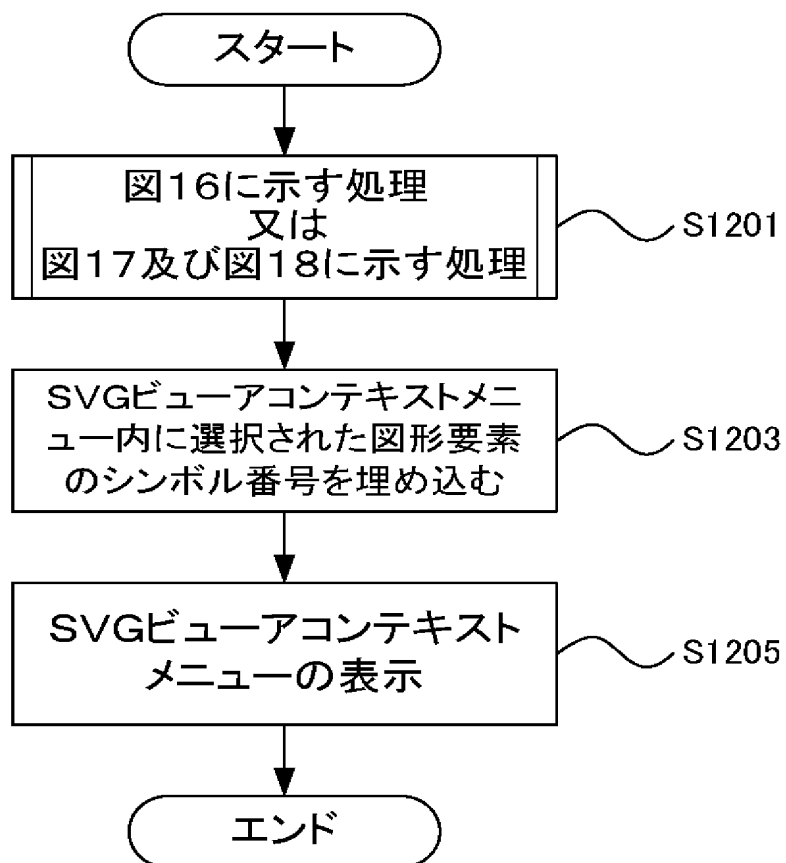 スタート
図16に示す処理
又は
図17及び図18に示す処理
S1201
SVGビューアコンテキストメニ
ュー内に選択された図形要素
のシンボル番号を埋め込む
S1203
SVGビューアコンテキスト
メニューの表示
S1205
エンド